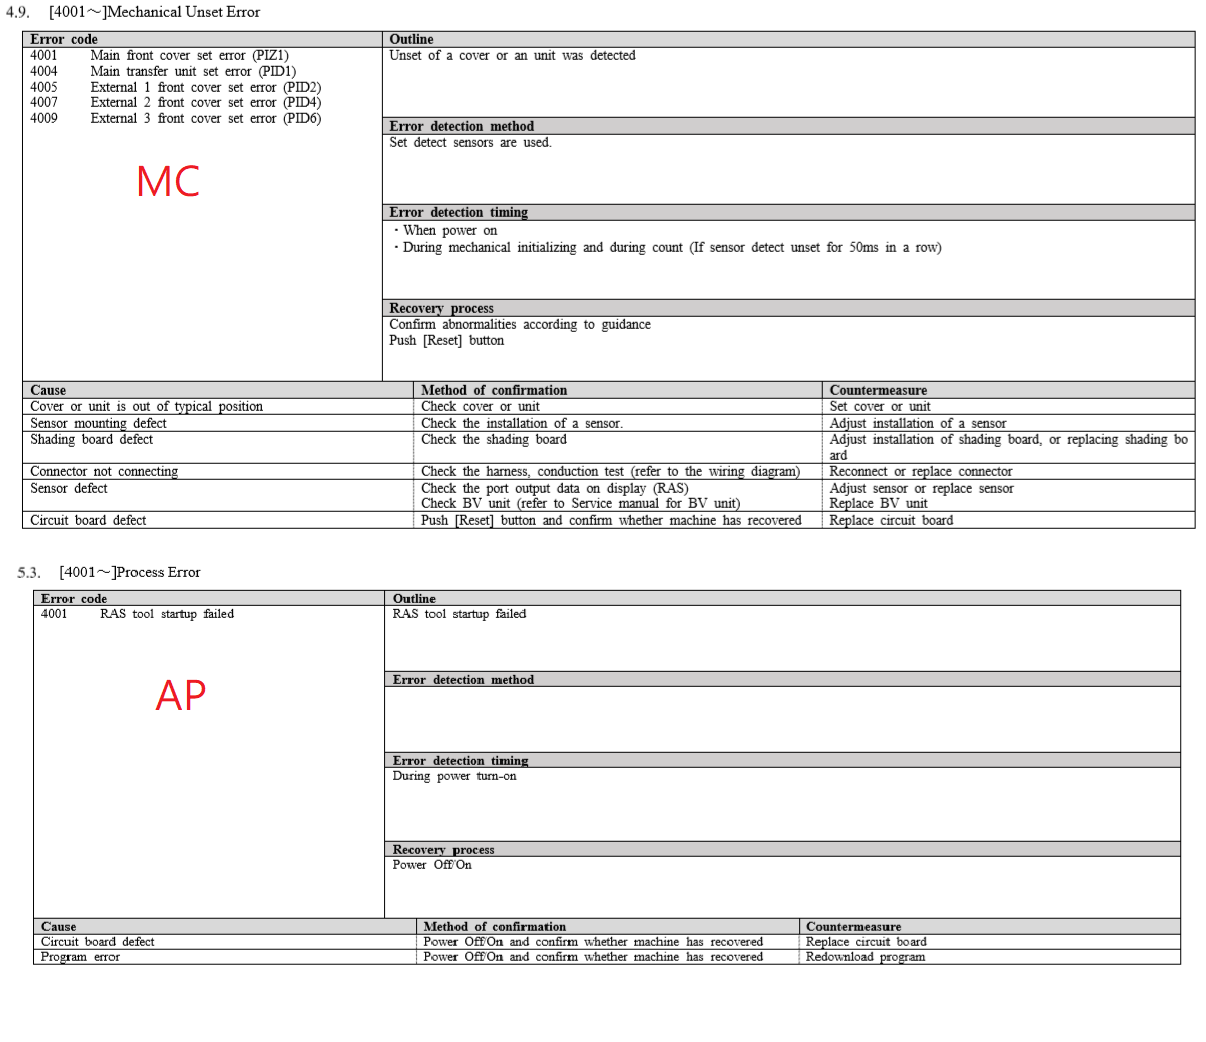 4.9. [4001～]Mechanical Unset Error
Error code
4001 Main front cover set error (PIZ1)
4004 Main transfer unit set error (PID1)
4005 External 1 front cover set error (PID2)
4007 External 2 front cover set error (PID4)
4009 External 3 front cover set error (PID6)
MC
Outline
Unset of a cover or an unit was detected
Error detection method
Set detect sensors are used.
Error detection timing
・When power on
・During mechanical initializing and during count (If sensor detect unset for 50ms in a row)
Recovery process
Confirm abnormalities according to guidance
Push [Reset] button
Cause Method of confirmation Countermeasure
Cover or unit is out of typical position Check cover or unit Set cover or unit
Sensor mounting defect Check the installation of a sensor. Adjust installation of a sensor
Shading board defect Check the shading board Adjust installation of shading board, or replacing shading bo
ard
Connector not connecting Check the harness, conduction test (refer to the wiring diagram) Reconnect or replace connector
Sensor defect Check the port output data on display (RAS) Adjust sensor or replace sensor
Check BV unit (refer to Service manual for BV unit) Replace BV unit
Circuit board defect Push [Reset] button and confirm whether machine has recovered Replace circuit board
5.3. [4001～]Process Error
Error code
4001 RAS tool startup failed
AP
Outline
RAS tool startup failed
Error detection method
Error detection timing
During power turn-on
Recovery process
Power Off/On
Cause Method of confirmation Countermeasure
Circuit board defect Power Off/On and confirm whether machine has recovered Replace circuit board
Program error Power Off/On and confirm whether machine has recovered Redownload program